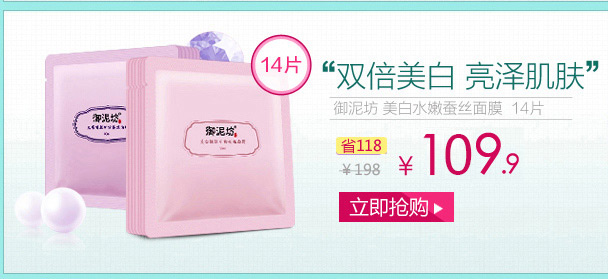 14片
“双倍美白 亮泽肌肤”
御泥坊 美白水嫩蚕丝面膜 14片
省118
¥198
¥109.9
立即抢购
御泥坊
御泥坊